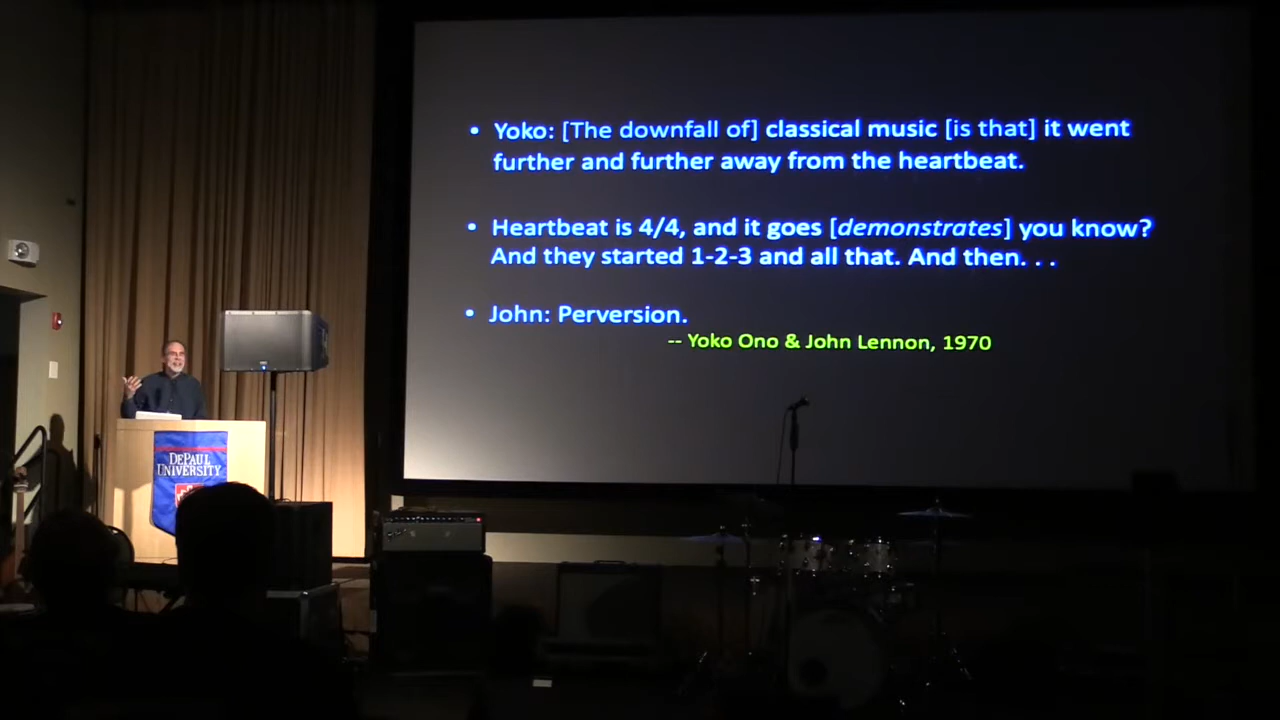 • Yoko: [The downfall of] classical music [is that] it went
further and further away from the heartbeat.
• Heartbeat is 4/4, and it goes [demonstrates] you know?
And they started 1-2-3 and all that. And then. . .
• John: Perversion.
-- Yoko Ono & John Lennon, 1970
DEPAUL
UNIVERSITY